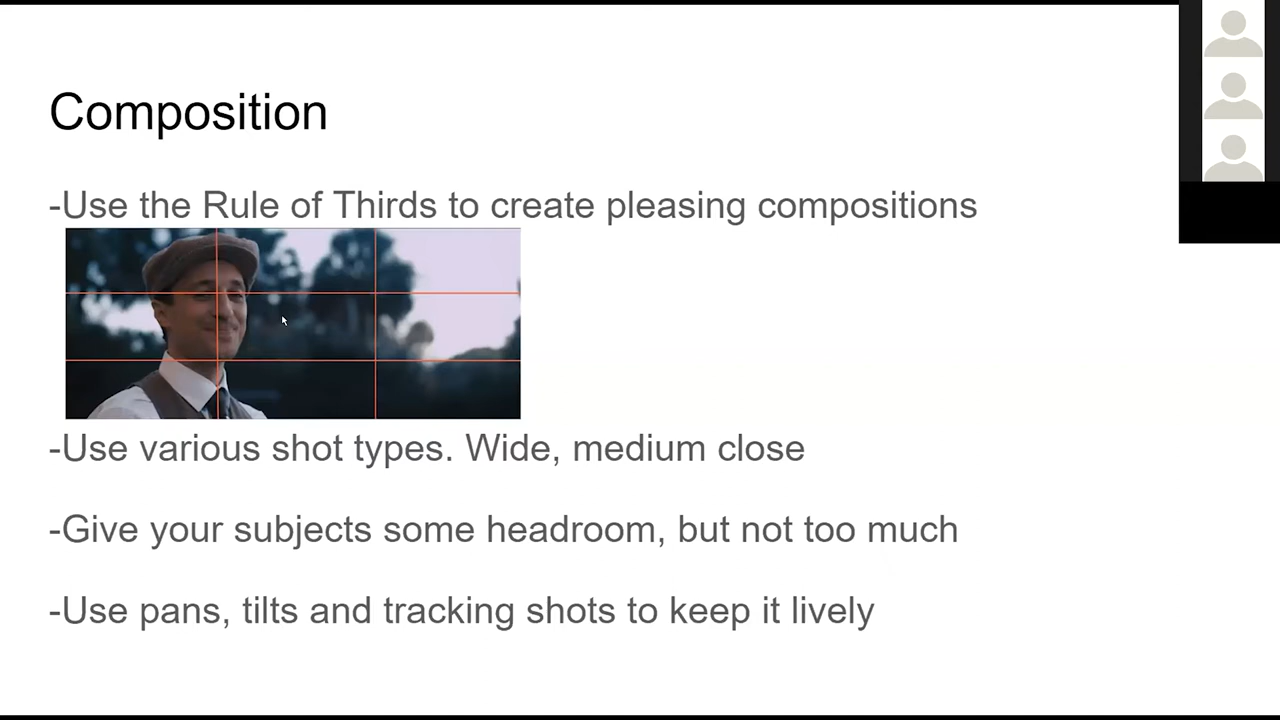 Composition
-Use the Rule of Thirds to create pleasing compositions
-Use various shot types. Wide, medium close
-Give your subjects some headroom, but not too much
-Use pans, tilts and tracking shots to keep it lively